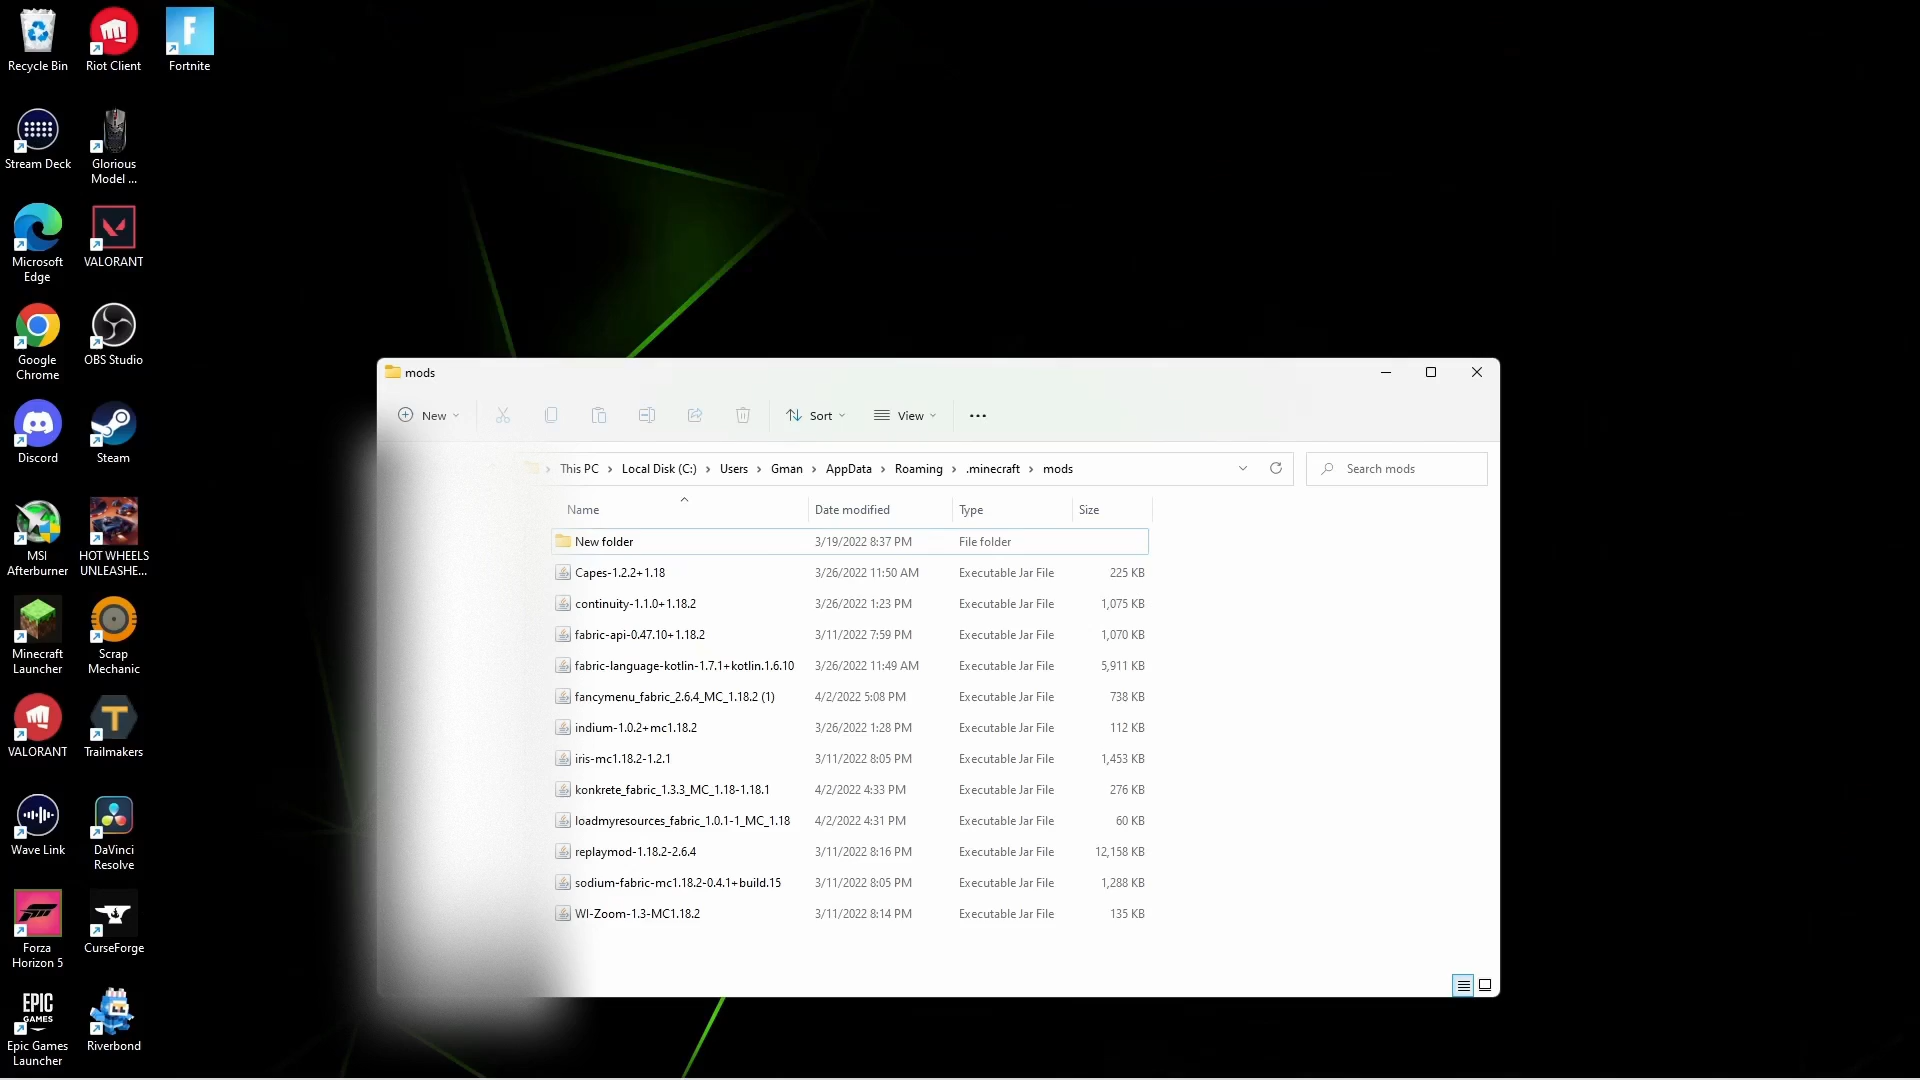 Recycle Bin
Riot Client
Fortnite
Stream Deck
Glorious
Model ...
Microsoft
Edge
VALORANT
Google
Chrome
OBS Studio
Discord
Steam
MSI
Afterburner
HOT WHEELS
UNLEASHE...
Minecraft
Launcher
Scrap
Mechanic
VALORANT
Trailmakers
Wave Link
DaVinci
Resolve
Forza
Horizon 5
CurseForge
EPIC
GAMES
Epic Games
Launcher
Riverbond
mods
New Sort View
This PC > Local Disk (C:) > Users > Gman > AppData > Roaming > .minecraft > mods
Search mods
Name Date modified Type Size
New folder 3/19/2022 8:37 PM File folder
Capes-1.2.2+1.18 3/26/2022 11:50 AM Executable Jar File 225 KB
continuity-1.1.0+1.18.2 3/26/2022 1:23 PM Executable Jar File 1,075 KB
fabric-api-0.47.10+1.18.2 3/11/2022 7:59 PM Executable Jar File 1,070 KB
fabric-language-kotlin-1.7.1+kotlin.1.6.10 3/26/2022 11:49 AM Executable Jar File 5,911 KB
fancymenu_fabric_2.6.4_MC_1.18.2 (1) 4/2/2022 5:08 PM Executable Jar File 738 KB
indium-1.0.2+mc1.18.2 3/26/2022 1:28 PM Executable Jar File 112 KB
iris-mc1.18.2-1.2.1 3/11/2022 8:05 PM Executable Jar File 1,453 KB
konkrete_fabric_1.3.3_MC_1.18-1.18.1 4/2/2022 4:33 PM Executable Jar File 276 KB
loadmyresources_fabric_1.0.1-1_MC_1.18 4/2/2022 4:31 PM Executable Jar File 60 KB
replaymod-1.18.2-2.6.4 3/11/2022 8:16 PM Executable Jar File 12,158 KB
sodium-fabric-mc1.18.2-0.4.1+build.15 3/11/2022 8:05 PM Executable Jar File 1,288 KB
WI-Zoom-1.3-MC1.18.2 3/11/2022 8:14 PM Executable Jar File 135 KB